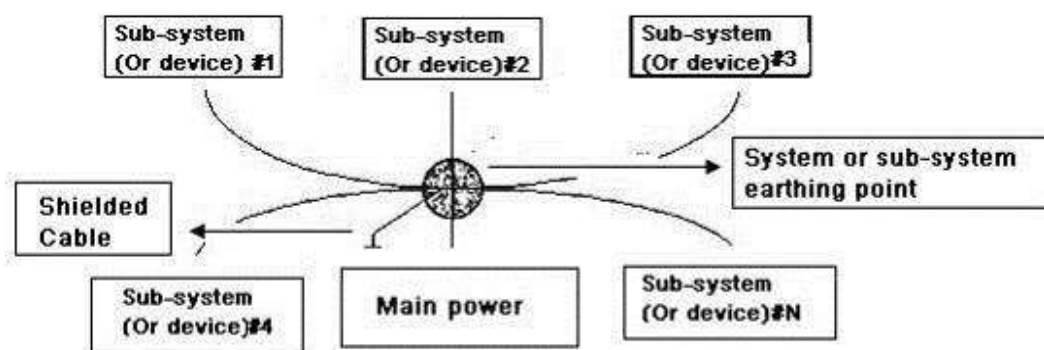 Sub-system
(Or device) #1
Sub-system
(Or device)#2
Sub-system
(Or device)#3
System or sub-system
earthing point
Shielded
Cable
Sub-system
(Or device)#4
Main power
Sub-system
(Or device)#N